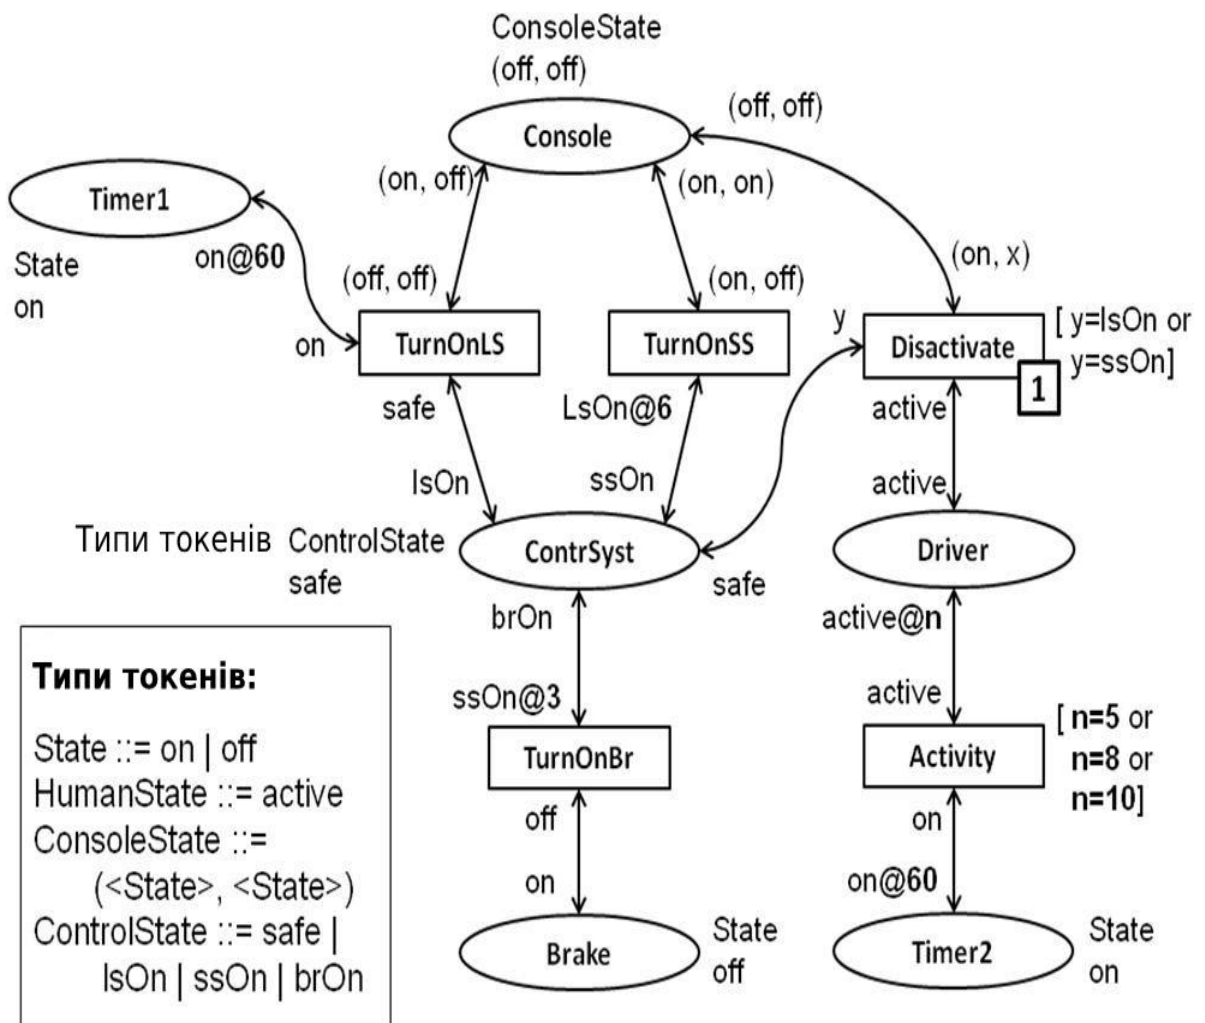 ConsoleState
(off, off)
Console
(off, off)
Timer1
State
on
on@60
on
(on, off)
(off, off)
(on, on)
(on, off)
(on, x)
TurnOnLS
TurnOnSS
Disactivate
1
y
[ y=lsOn or
y=ssOn]
safe
lsOn
LsOn@6
ssOn
active
active
Типи токенів ControlState
safe
ContrSyst
safe
Driver
brOn
ssOn@3
TurnOnBr
off
on
Brake
State
off
active@n
active
Activity
[ n=5 or
n=8 or
n=10]
on
on@60
Timer2
State
on
Типи токенів:
State ::= on | off
HumanState ::= active
ConsoleState ::=
(<State>, <State>)
ControlState ::= safe |
lsOn | ssOn | brOn